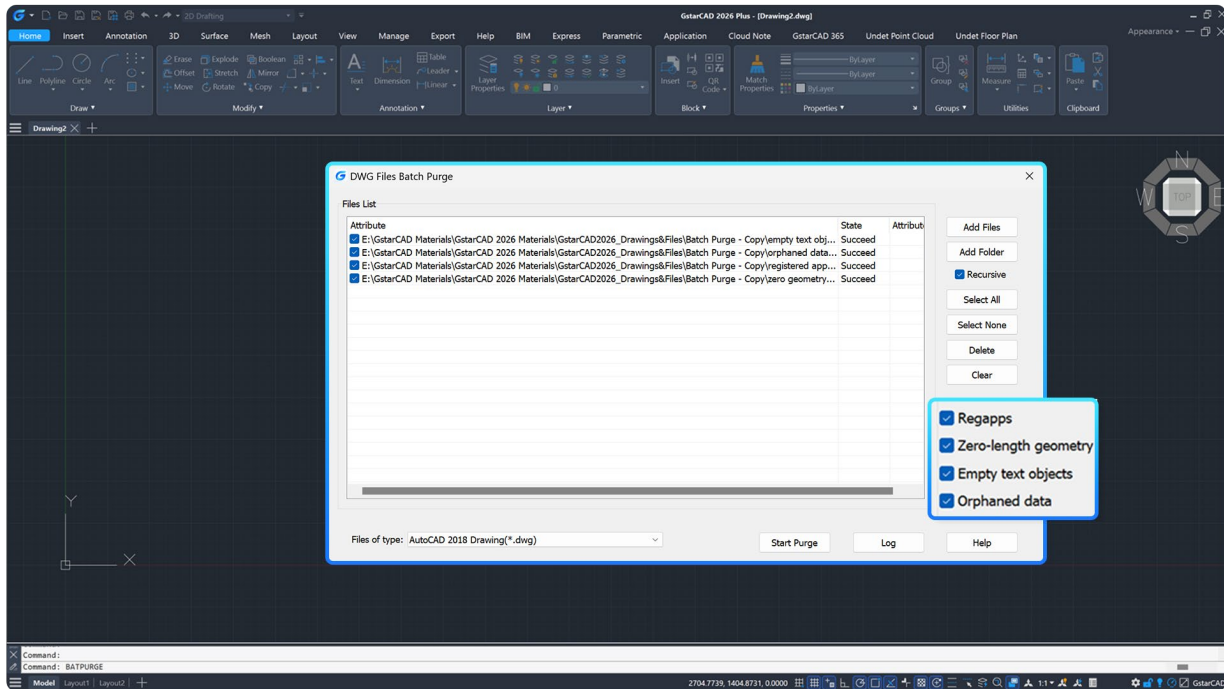 2D Drafting
GstarCAD 2026 Plus - [Drawing2.dwg]
Home Insert Annotation 3D Surface Mesh Layout View Manage Export Help BIM Express Parametric Application Cloud Note GstarCAD 365 Undet Point Cloud Undet Floor Plan Appearance
Line Polyline Circle Arc
Erase Explode Boolean
Offset Stretch Mirror
Move Rotate Copy
Text Dimension
Table
Leader
Linear
Layer Properties
0
Insert QR Code
Match Properties
ByLayer
ByLayer
ByLayer
Group
Measure
Paste
Draw Modify Annotation Layer Block Properties Groups Utilities Clipboard
Drawing2
DWG Files Batch Purge
Files List
Attribute State Attribut
E:\GstarCAD Materials\GstarCAD 2026 Materials\GstarCAD2026_Drawings&Files\Batch Purge - Copy\empty text obj... Succeed
E:\GstarCAD Materials\GstarCAD 2026 Materials\GstarCAD2026_Drawings&Files\Batch Purge - Copy\orphaned data... Succeed
E:\GstarCAD Materials\GstarCAD 2026 Materials\GstarCAD2026_Drawings&Files\Batch Purge - Copy\registered app... Succeed
E:\GstarCAD Materials\GstarCAD 2026 Materials\GstarCAD2026_Drawings&Files\Batch Purge - Copy\zero geometry... Succeed
Add Files
Add Folder
Recursive
Select All
Select None
Delete
Clear
Regapps
Zero-length geometry
Empty text objects
Orphaned data
Files of type: AutoCAD 2018 Drawing(*.dwg)
Start Purge Log Help
N
W TOP E
S
Y
X
Command:
Command: BATPURGE
Model Layout1 Layout2
2704.7739, 1404.8731, 0.0000
1:1
GstarCAD